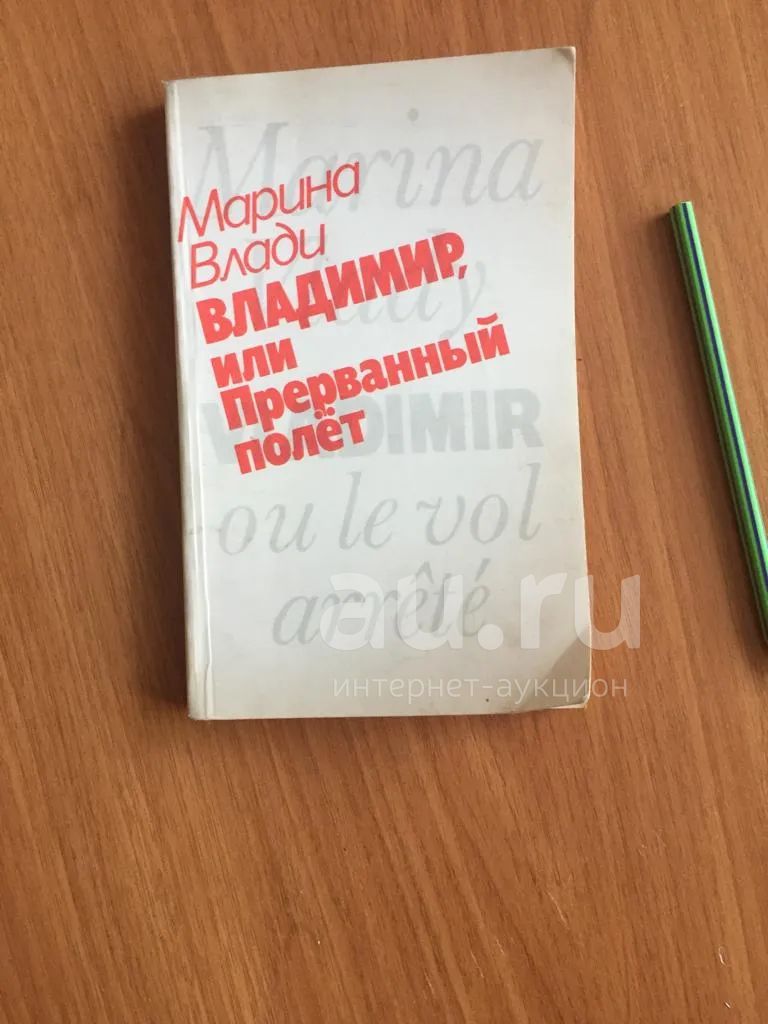 Marina
Марина
Влади
Vlady
ВЛАДИМИР,
или
Прерванный
полёт
VLADIMIR
ou le vol
arrêté
au.ru
интернет-аукцион